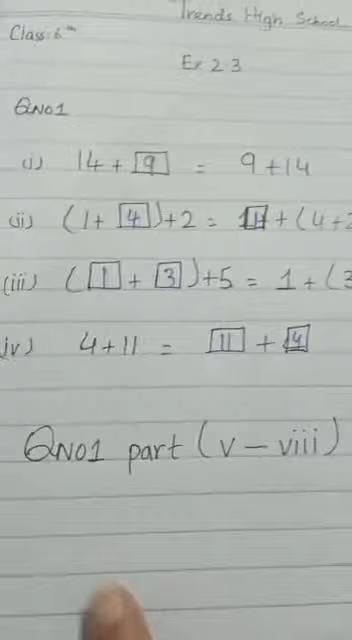 Trends High School
Class: 6th
Ex 2.3
QNO1
(i) 14 + 9 = 9 + 14
(ii) (1 + 4) + 2 = 1 + (4 + 2
(iii) (1 + 3) + 5 = 1 + (3
iv) 4 + 11 = 11 + 4
QNO1 part (v – viii)